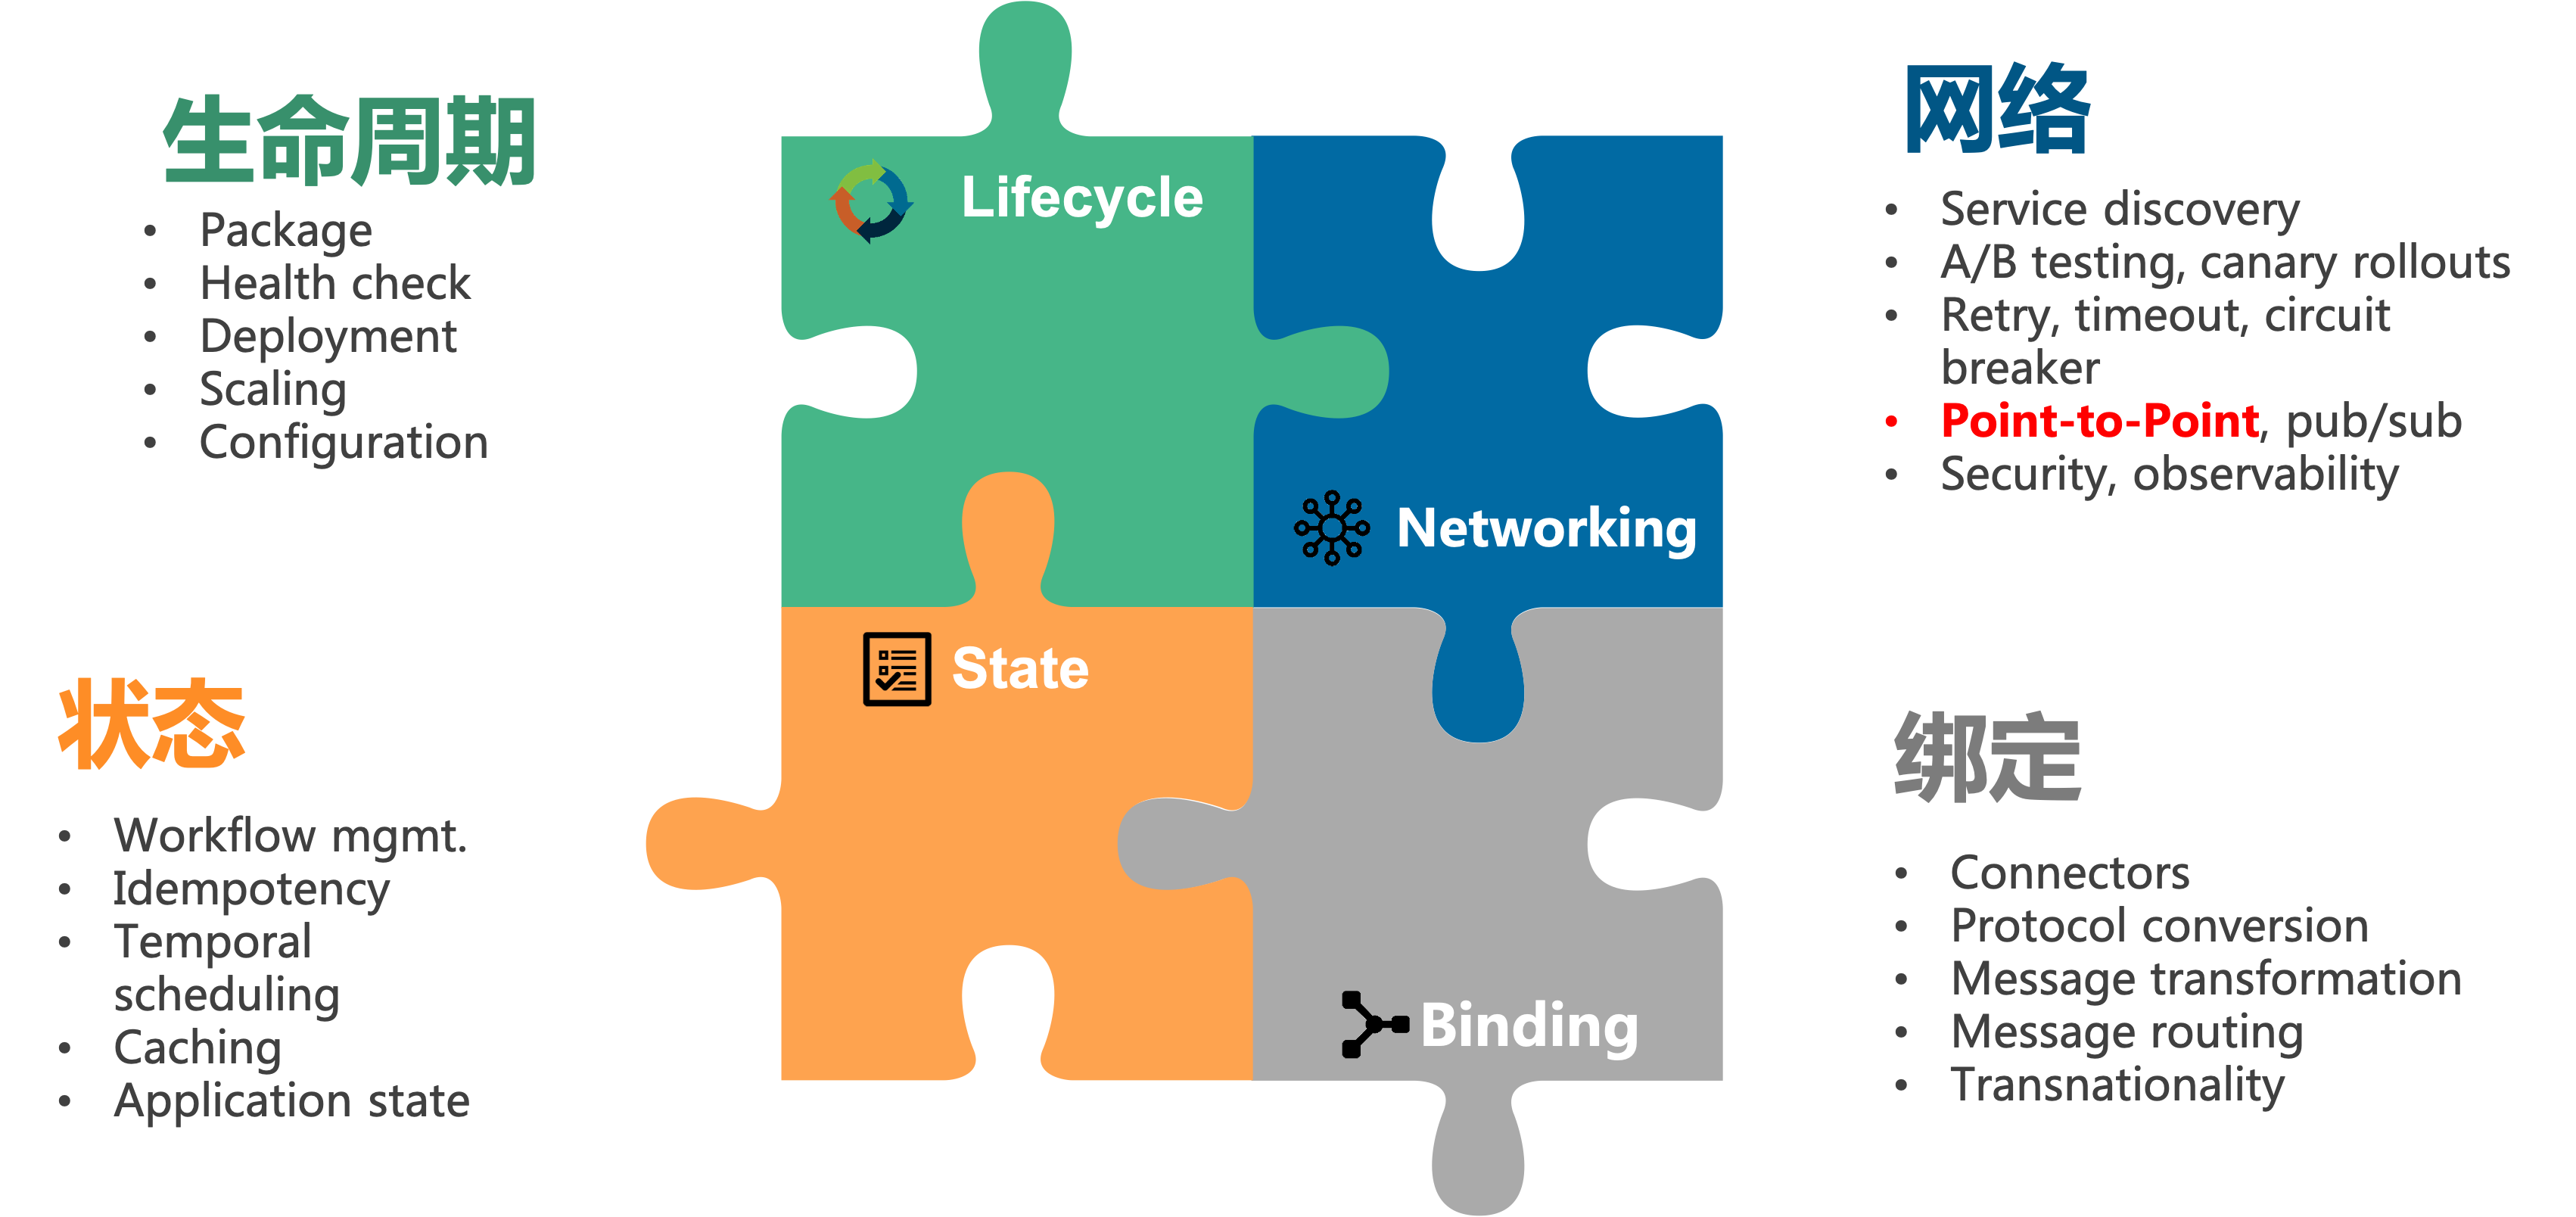 生命周期
• Package
• Health check
• Deployment
• Scaling
• Configuration
Lifecycle
网络
• Service discovery
• A/B testing, canary rollouts
• Retry, timeout, circuit
breaker
• Point-to-Point, pub/sub
• Security, observability
Networking
状态
• Workflow mgmt.
• Idempotency
• Temporal
scheduling
• Caching
• Application state
State
绑定
• Connectors
• Protocol conversion
• Message transformation
• Message routing
• Transnationality
Binding